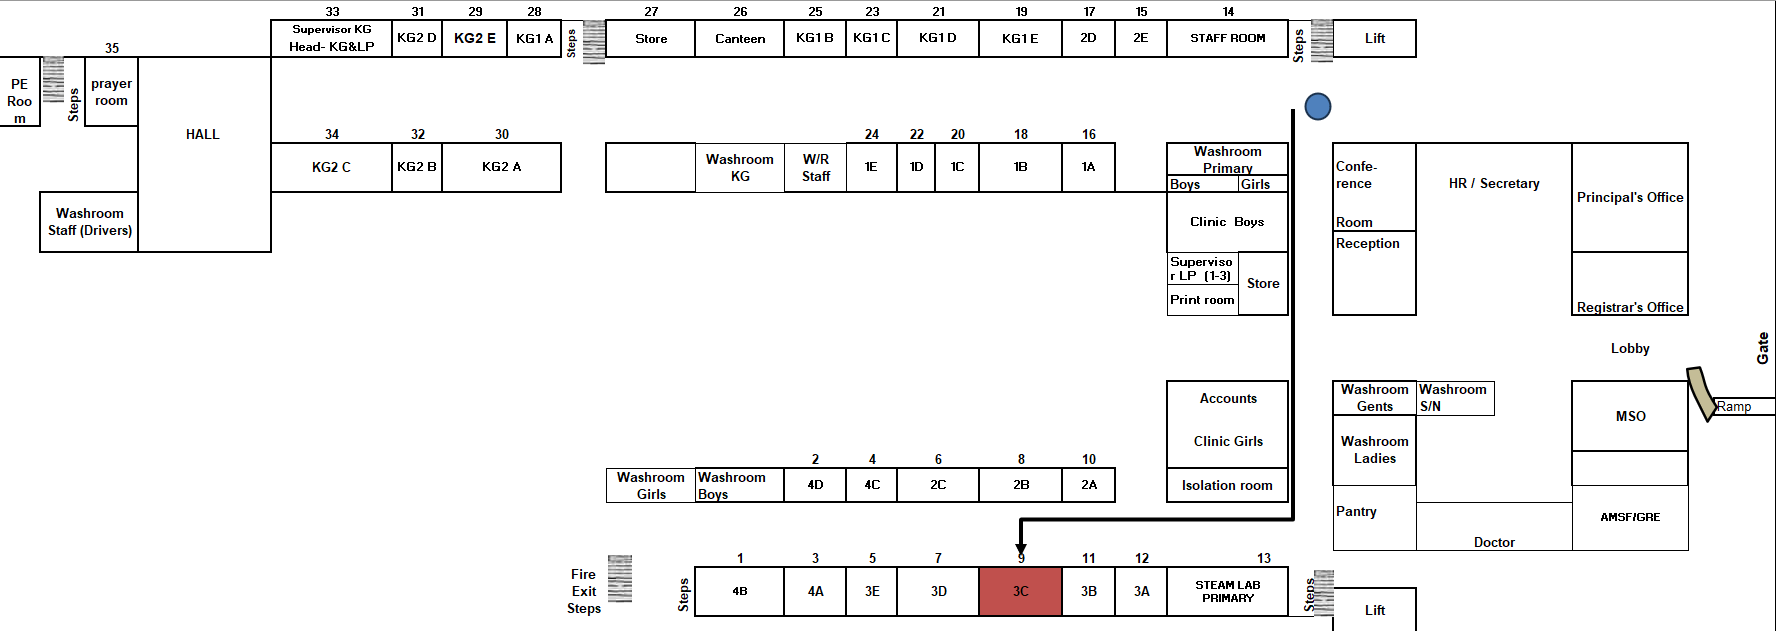 33
31
29
28
27
26
25
23
21
19
17
15
14
Supervisor KG
Head- KG&LP
KG2 D
KG2 E
KG1 A
Steps
Store
Canteen
KG1 B
KG1 C
KG1 D
KG1 E
2D
2E
STAFF ROOM
Steps
Lift
35
PE
Roo
m
Steps
prayer
room
HALL
34
32
30
24
22
20
18
16
KG2 C
KG2 B
KG2 A
Washroom
KG
W/R
Staff
1E
1D
1C
1B
1A
Washroom
Primary
Boys
Girls
Clinic Boys
Superviso
r LP (1-3)
Print room
Store
Washroom
Staff (Drivers)
Confe-
rence
Room
Reception
HR / Secretary
Principal's Office
Registrar's Office
Lobby
Gate
Ramp
Accounts
Clinic Girls
Isolation room
Washroom
Gents
Washroom
S/N
Washroom
Ladies
MSO
Pantry
Doctor
AMSF/GRE
2
4
6
8
10
Washroom
Girls
Washroom
Boys
4D
4C
2C
2B
2A
1
3
5
7
9
11
12
13
Fire
Exit
Steps
Steps
4B
4A
3E
3D
3C
3B
3A
STEAM LAB
PRIMARY
Steps
Lift